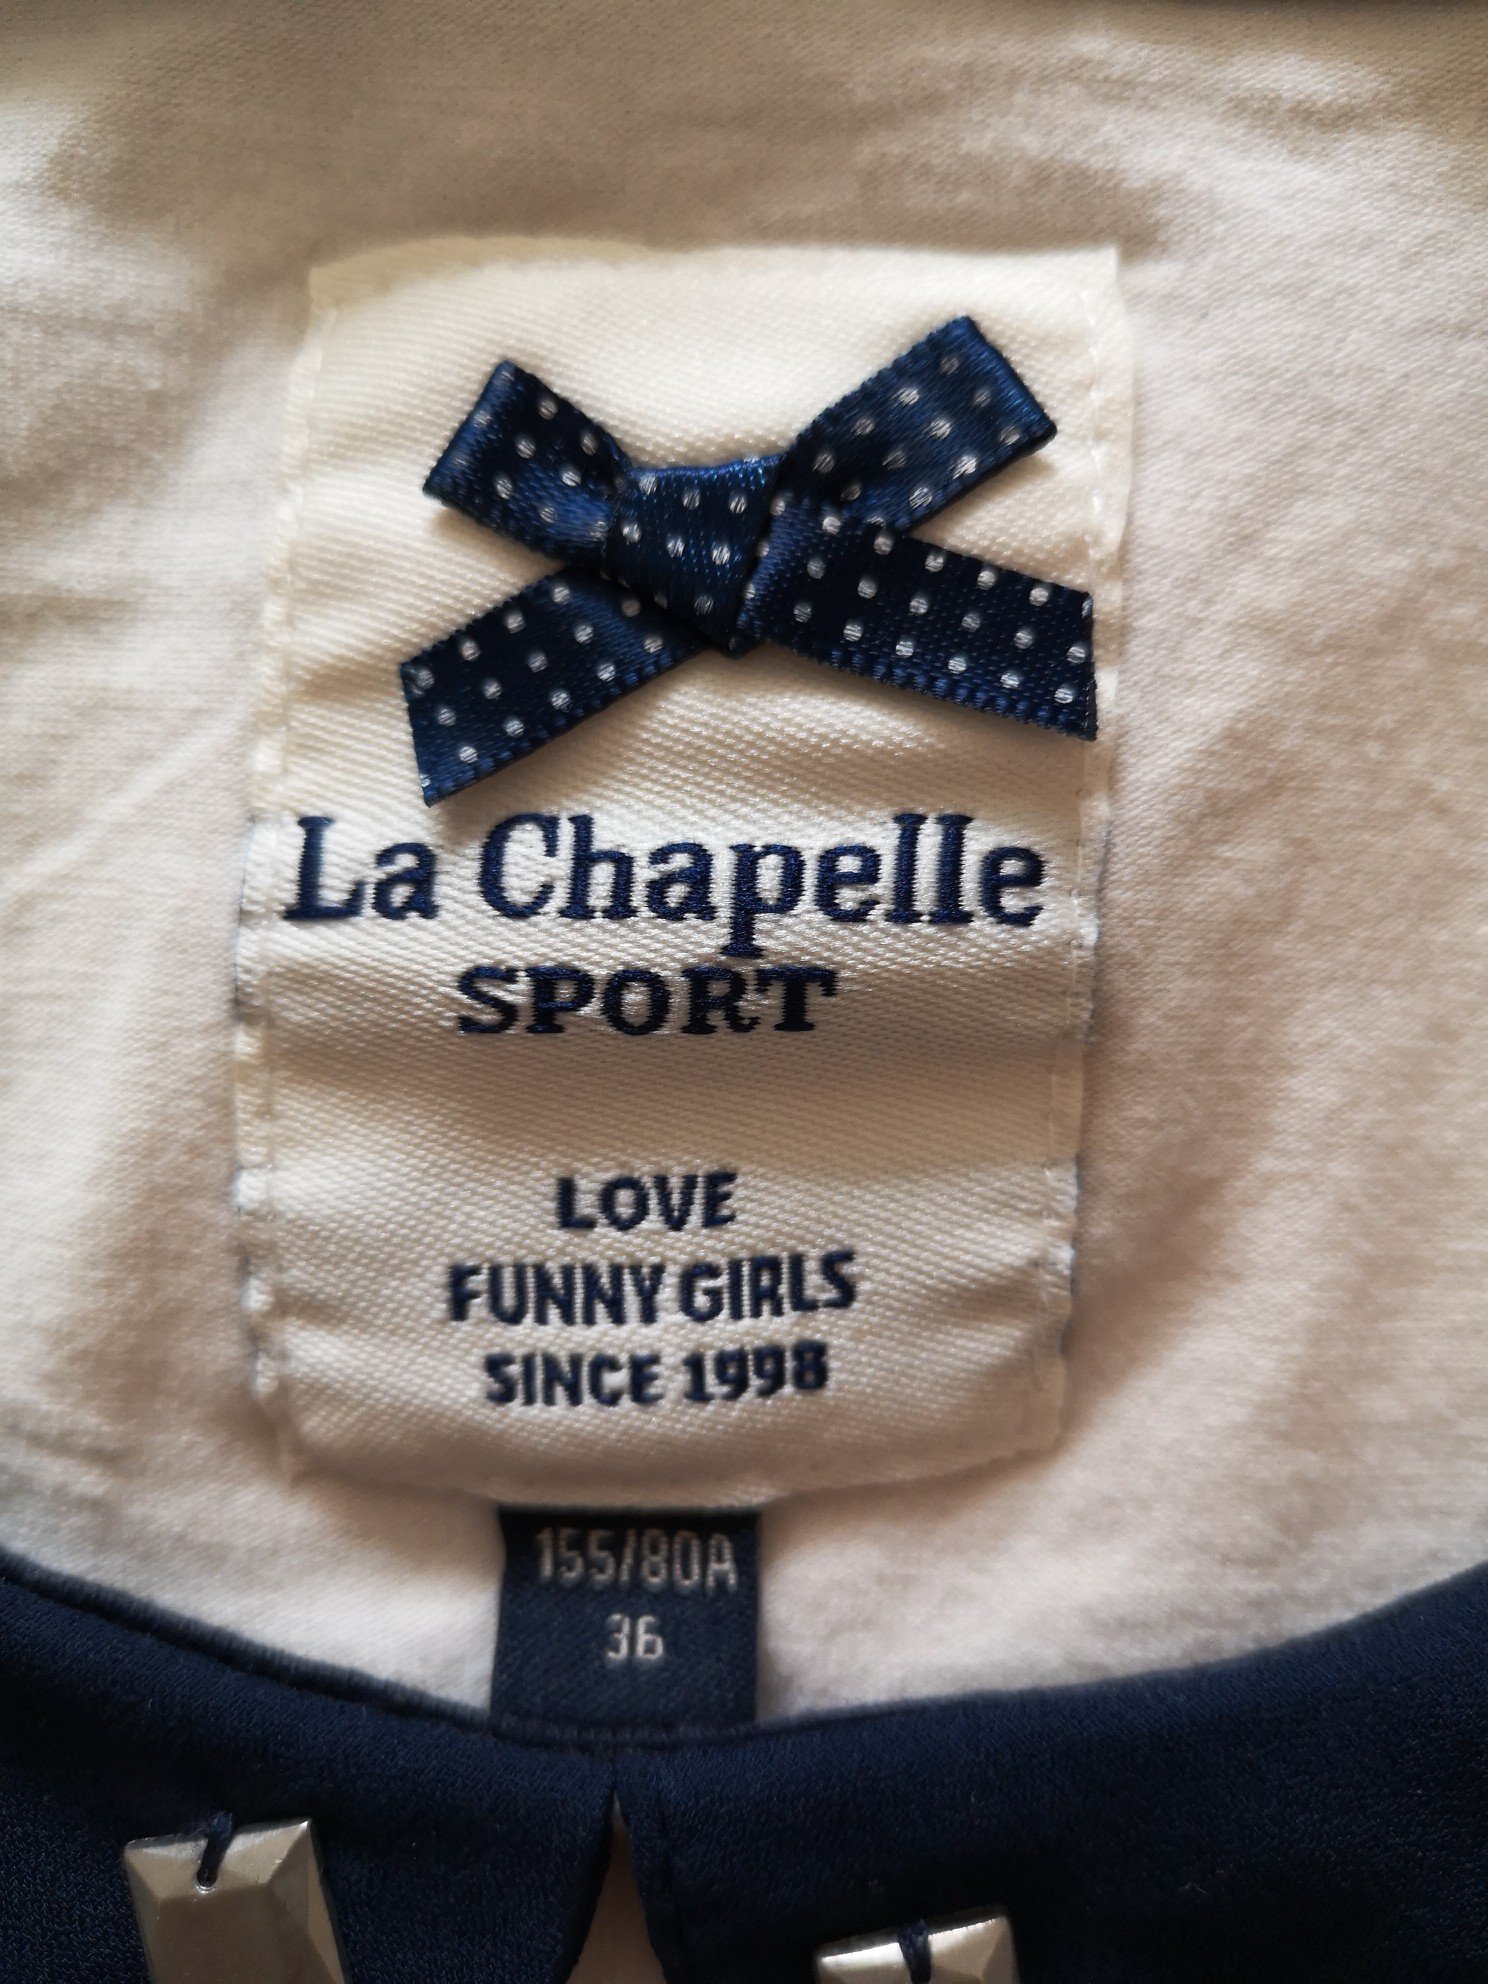 La Chapelle
SPORT
LOVE
FUNNY GIRLS
SINCE 1998
155/80A
36